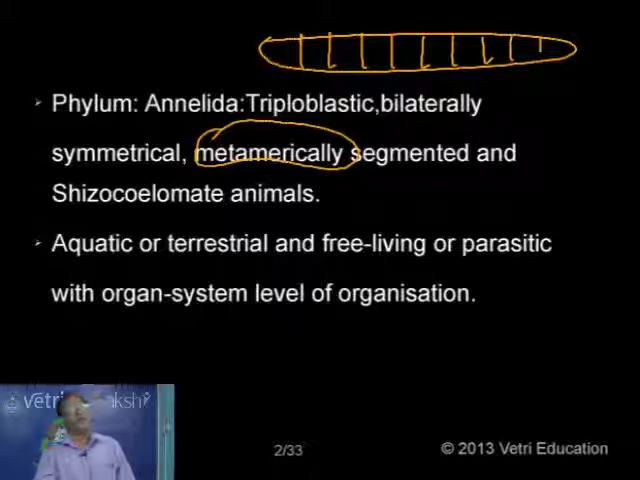 Phylum: Annelida:Triploblastic,bilaterally
symmetrical, metamerically segmented and
Shizocoelomate animals.
Aquatic or terrestrial and free-living or parasitic
with organ-system level of organisation.
vetri
2/33
© 2013 Vetri Education